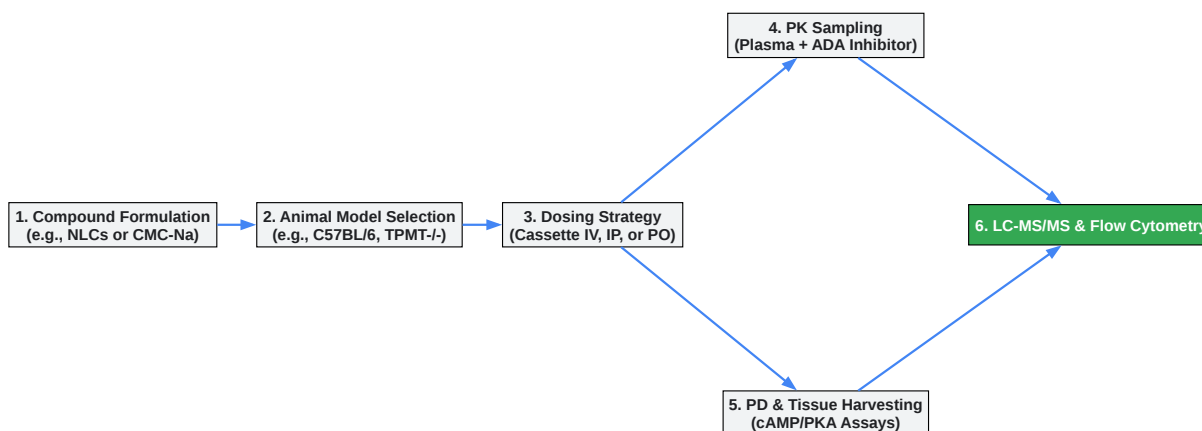 4. PK Sampling
(Plasma + ADA Inhibitor)
1. Compound Formulation
(e.g., NLCs or CMC-Na)
2. Animal Model Selection
(e.g., C57BL/6, TPMT-/-)
3. Dosing Strategy
(Cassette IV, IP, or PO)
6. LC-MS/MS & Flow Cytometry
5. PD & Tissue Harvesting
(cAMP/PKA Assays)